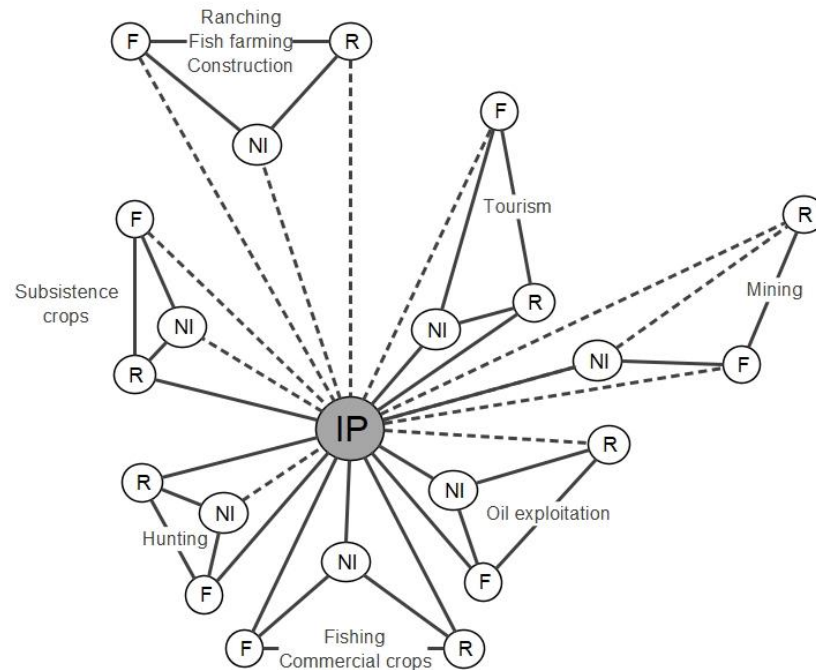 Ranching
F
Fish farming
R
Construction
NI
F
Tourism
F
R
Subsistence
crops
NI
R
NI
R
Mining
NI
F
R
IP
R
NI
Hunting
F
R
NI
Oil exploitation
F
NI
F
Fishing
Commercial crops
R